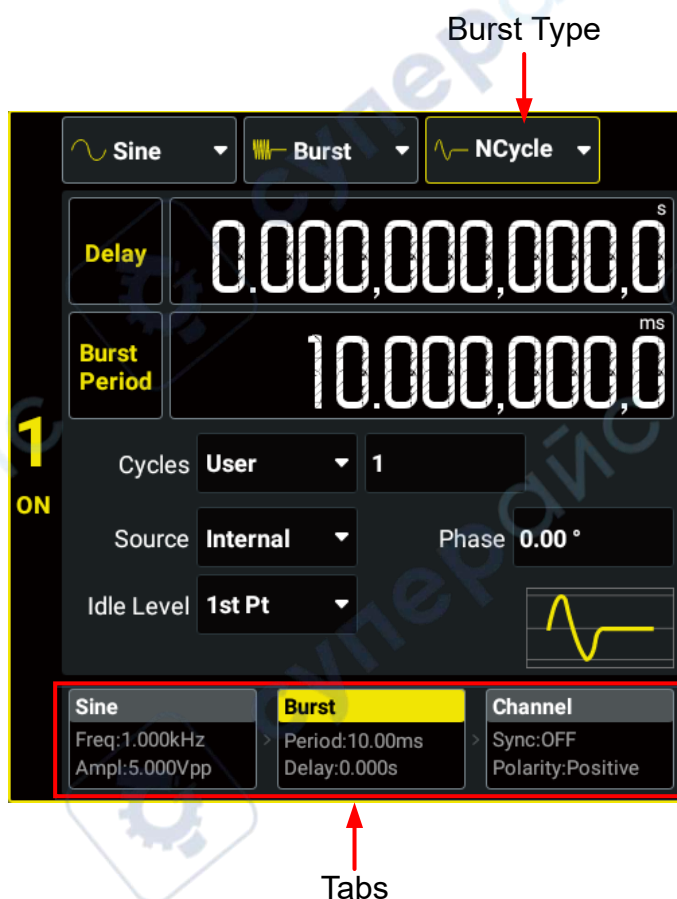 Burst Type
Sine Burst NCycle
Delay 0.000,000,000,0 s
Burst Period 10.000,000,0 ms
1
ON
Cycles User 1
Source Internal Phase 0.00 °
Idle Level 1st Pt
Sine Burst Channel
Freq:1.000kHz > Period:10.00ms > Sync:OFF
Ampl:5.000Vpp Delay:0.000s Polarity:Positive
Tabs
суперайс